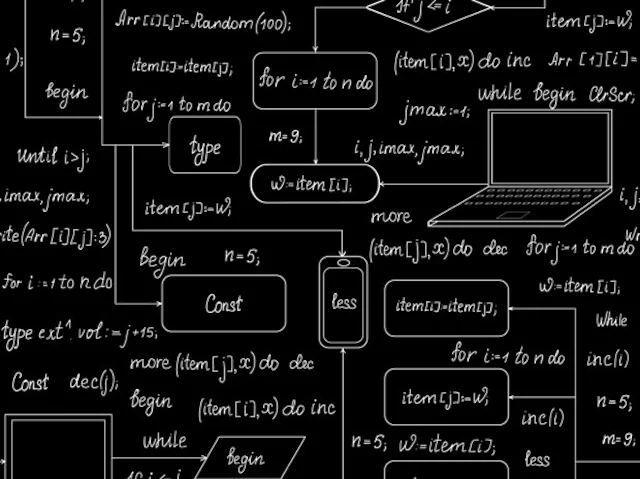 Arr[i][j]:=Random(100);
if j<=i
item[j]:=w;
n=5;
1);
item[i]:=item[j];
for i:=1 to n do
(item[i],x) do inc
Arr[1][i]=
begin
for j:=1 to m do
jmax:=1;
while begin ClrScr;
type
m=9;
i,j,imax,jmax;
Until i>j;
w:=item[i];
imax,jmax;
item[j]:=w;
more
i,j,
ite(Arr[i][j]:3)
begin
n=5;
(item[j],x) do dec
for j:=1 to m do
for i:=1 to n do
Const
less
item[i]:=item[j];
w:=item[i];
While
type ext^.vol:=j+15;
more (item[j],x) do dec
for i:=1 to n do
inc(i)
Const dec(j);
begin
(item[i],x) do inc
item[j]:=w;
inc(i)
n=5;
while
begin
n=5;
w:=item[i];
less
m=9;